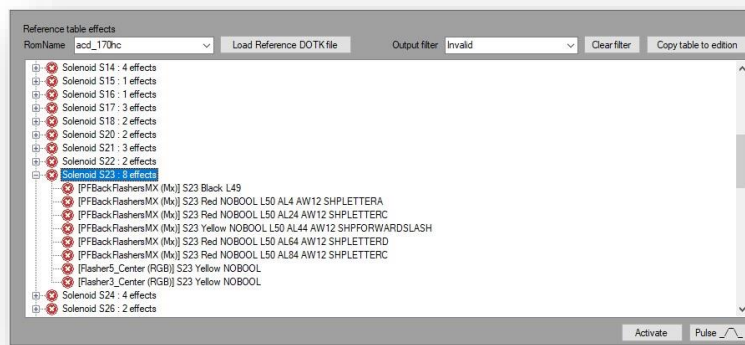 Reference table effects
RomName acd_170hc Load Reference DOTK file Output filter Invalid Clear filter Copy table to edition
Solenoid S14 : 4 effects
Solenoid S15 : 1 effects
Solenoid S16 : 1 effects
Solenoid S17 : 3 effects
Solenoid S18 : 2 effects
Solenoid S20 : 2 effects
Solenoid S21 : 3 effects
Solenoid S22 : 2 effects
Solenoid S23 : 8 effects
[PFBackFlashersMX (Mx)] S23 Black L49
[PFBackFlashersMX (Mx)] S23 Red NOBOOL L50 AL4 AW12 SHPLETTERA
[PFBackFlashersMX (Mx)] S23 Red NOBOOL L50 AL24 AW12 SHPLETTERC
[PFBackFlashersMX (Mx)] S23 Yellow NOBOOL L50 AL44 AW12 SHPFORWARDSLASH
[PFBackFlashersMX (Mx)] S23 Red NOBOOL L50 AL64 AW12 SHPLETTERD
[PFBackFlashersMX (Mx)] S23 Red NOBOOL L50 AL84 AW12 SHPLETTERC
[Flasher5_Center (RGB)] S23 Yellow NOBOOL
[Flasher3_Center (RGB)] S23 Yellow NOBOOL
Solenoid S24 : 4 effects
Solenoid S26 : 2 effects
Activate Pulse